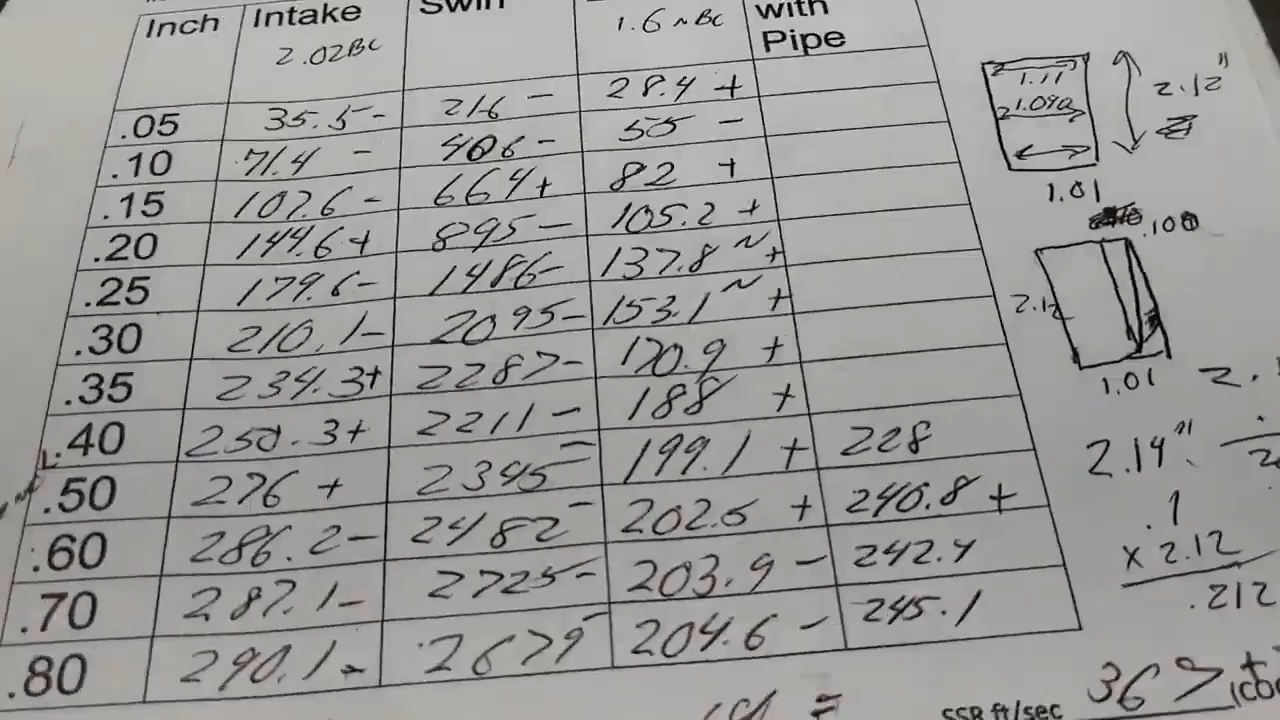 Inch Intake Swirl with
2.02BC 1.6~BC Pipe
.05 35.5- 216- 28.4+
.10 71.4- 406- 55-
.15 107.6- 664+ 82+
.20 144.6+ 895- 105.2+
.25 179.6- 1486- 137.8~+
.30 210.1- 2095- 153.1~+
.35 234.3+ 2287- 170.9+
.40 250.3+ 2211- 188+
.50 276+ 2345- 199.1+ 228
.60 286.2- 2482- 202.5+ 240.8+
.70 287.1- 2725- 203.9- 242.4
.80 290.1- 2679- 204.6- 245.1
1.11
1.090
2.12"
1.01
.100
2.12
1.01
2.14"
.1
x 2.12
.212
SSR ft/sec 367